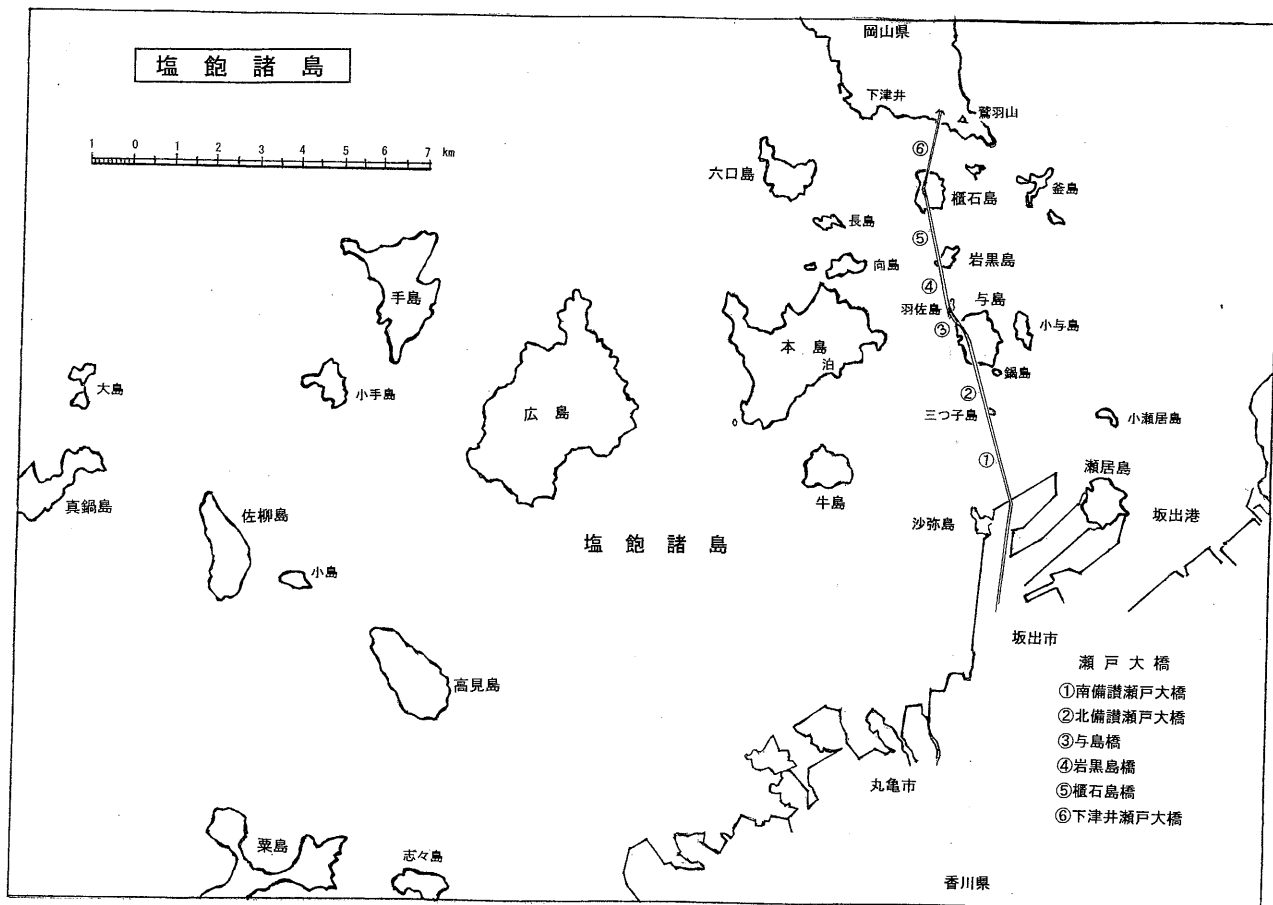 塩飽諸島
1 0 1 2 3 4 5 7 km
岡山県
下津井
鷲羽山
⑥
六口島
櫃石島
釜島
長島
⑤
向島
岩黒島
④
手島
羽佐島
与島
③
小与島
本島
泊
鍋島
大島
小手島
広島
②
三つ子島
小瀬居島
①
瀬居島
真鍋島
佐柳島
牛島
沙弥島
坂出港
塩飽諸島
小島
坂出市
高見島
瀬戸大橋
①南備讃瀬戸大橋
②北備讃瀬戸大橋
③与島橋
④岩黒島橋
⑤櫃石島橋
⑥下津井瀬戸大橋
丸亀市
粟島
志々島
香川県